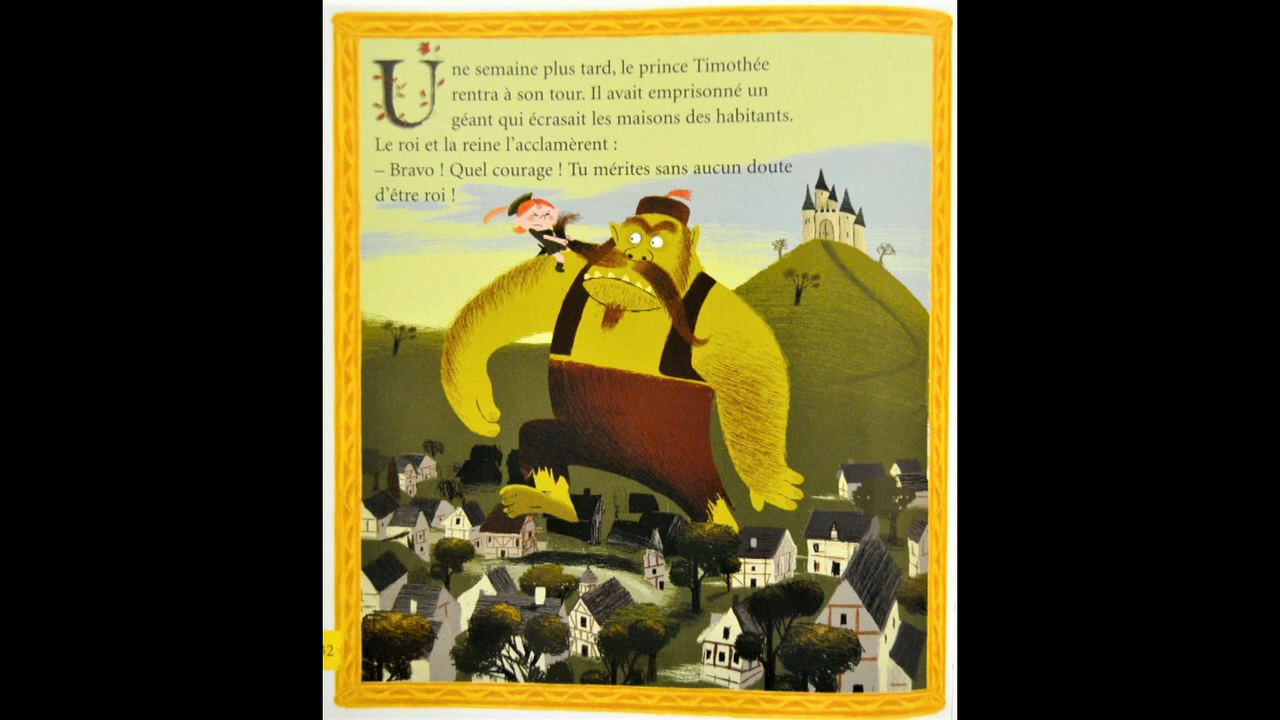 Une semaine plus tard, le prince Timothée
rentra à son tour. Il avait emprisonné un
géant qui écrasait les maisons des habitants.
Le roi et la reine l'acclamèrent :
– Bravo ! Quel courage ! Tu mérites sans aucun doute
d'être roi !
32